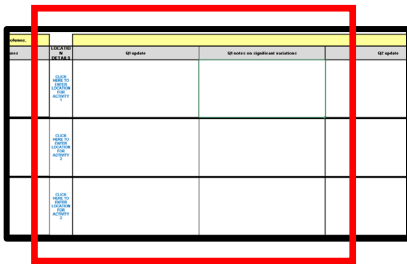 columns.
LOCATIO
N
DETAILS
Q1 update
Q1 notes on significant variations
Q2 update
CLICK
HERE TO
ENTER
LOCATION
FOR
ACTIVITY
1
CLICK
HERE TO
ENTER
LOCATION
FOR
ACTIVITY
2
CLICK
HERE TO
ENTER
LOCATION
FOR
ACTIVITY
3